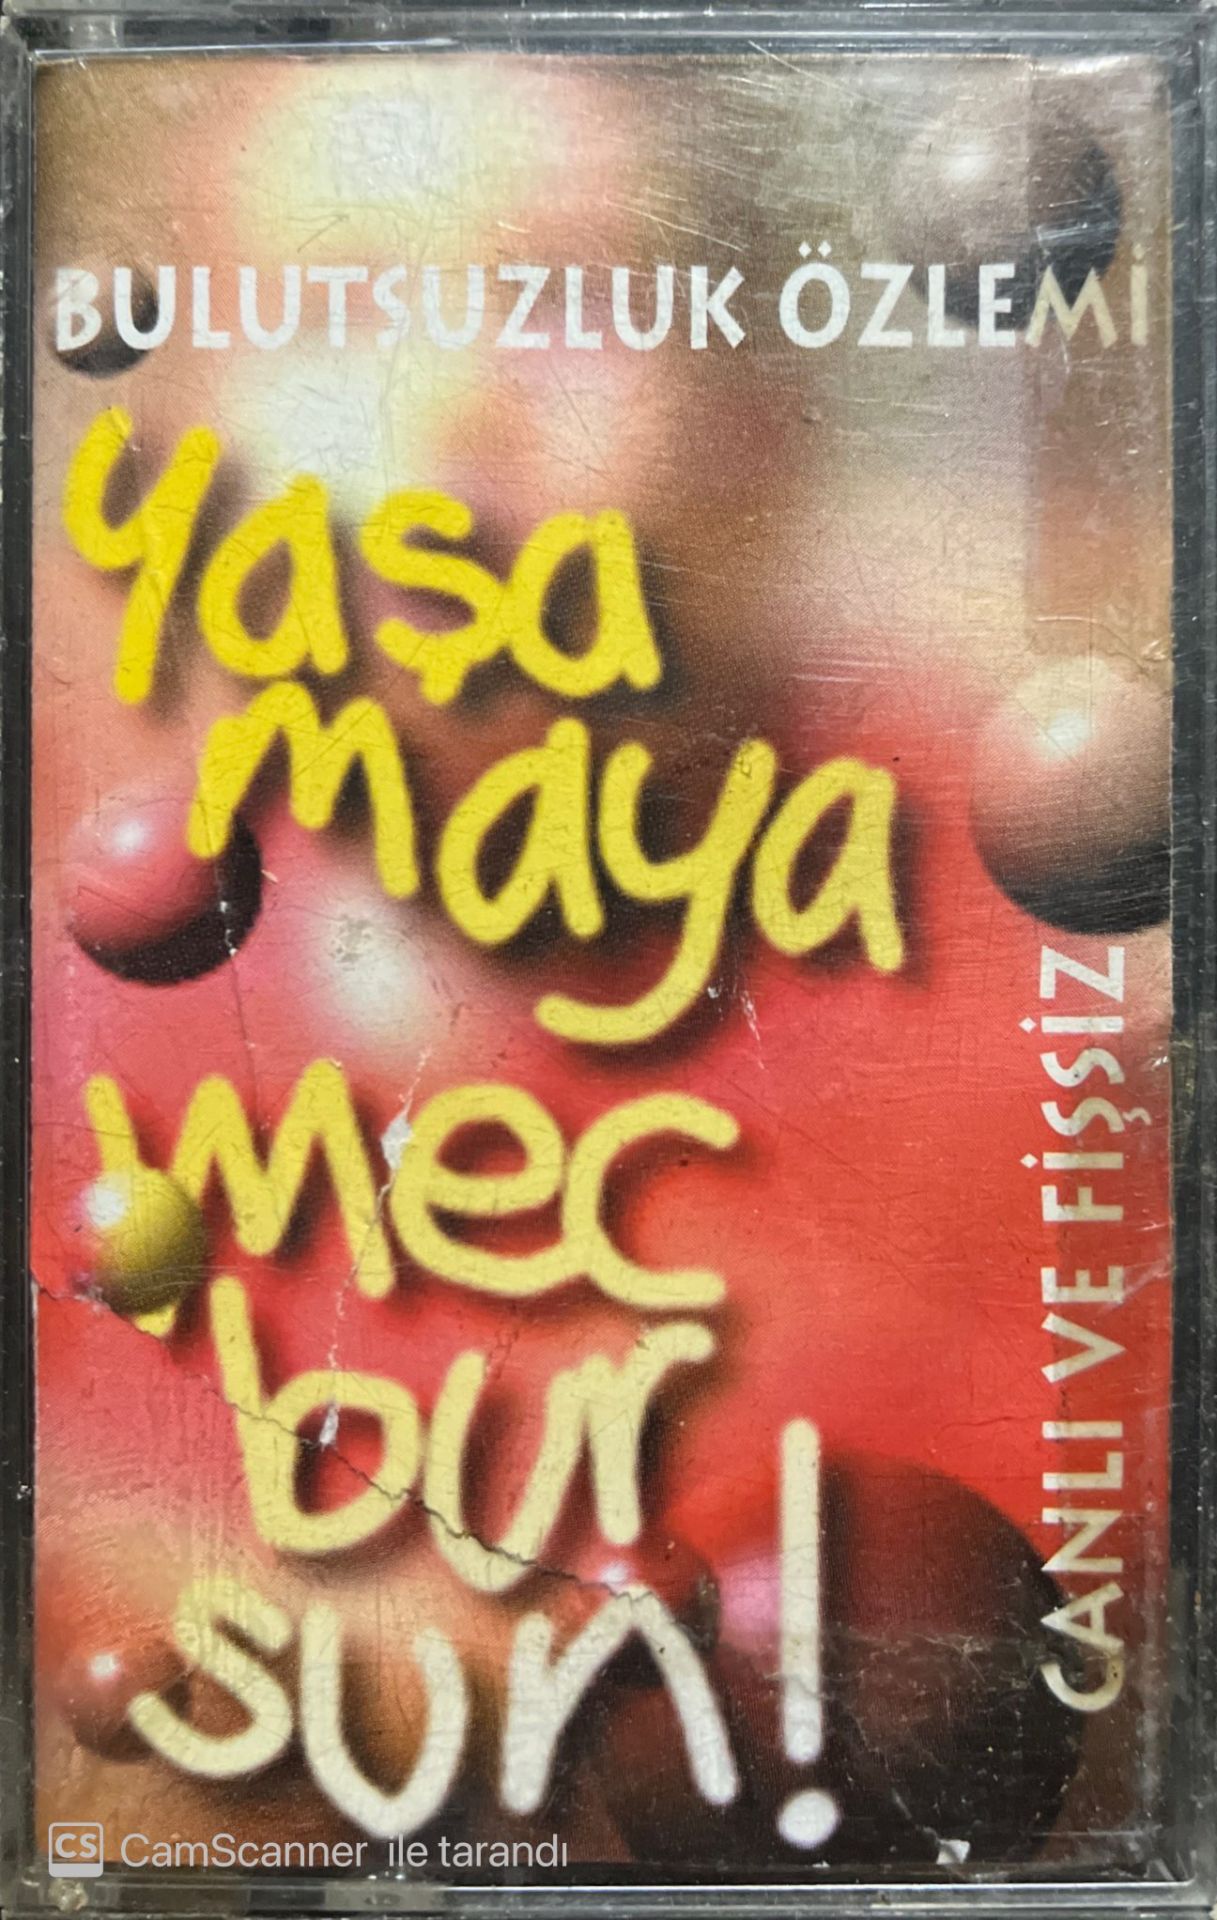 BULUTSUZLUK ÖZLEMİ
yaşa
maya
mec
bur
sun!
CANLI VE FİŞSİZ
CS CamScanner ile tarandı